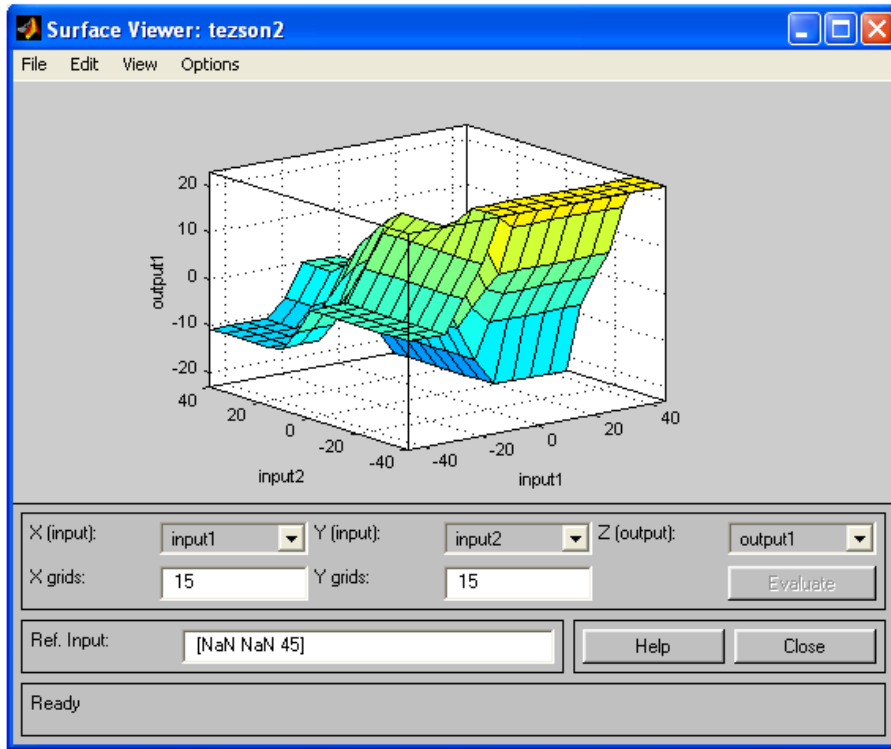 Surface Viewer: tezson2
File Edit View Options
20
10
0
-10
-20
output1
40
20
0
-20
-40
input2
-40
-20
0
20
40
input1
X (input):
input1
Y (input):
input2
Z (output):
output1
X grids:
15
Y grids:
15
Evaluate
Ref. Input:
[NaN NaN 45]
Help
Close
Ready